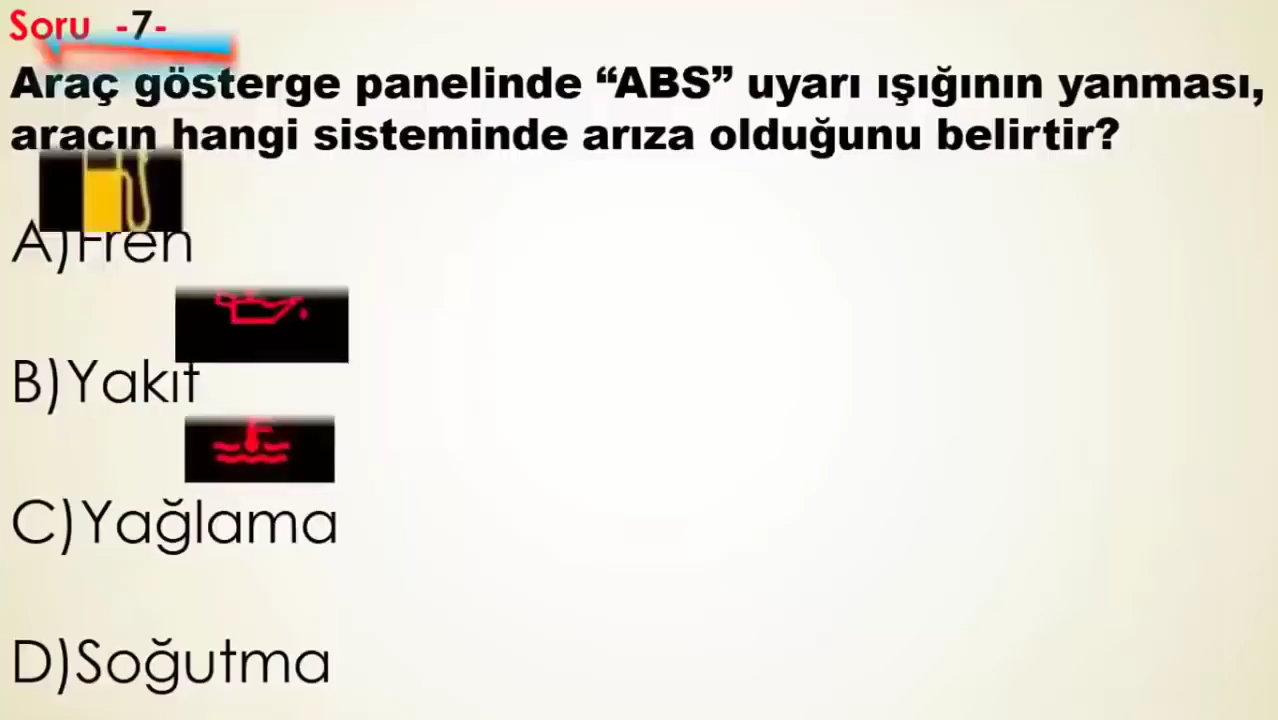 Soru -7-
Araç gösterge panelinde “ABS” uyarı ışığının yanması,
aracın hangi sisteminde arıza olduğunu belirtir?
A)Fren
B)Yakıt
C)Yağlama
D)Soğutma